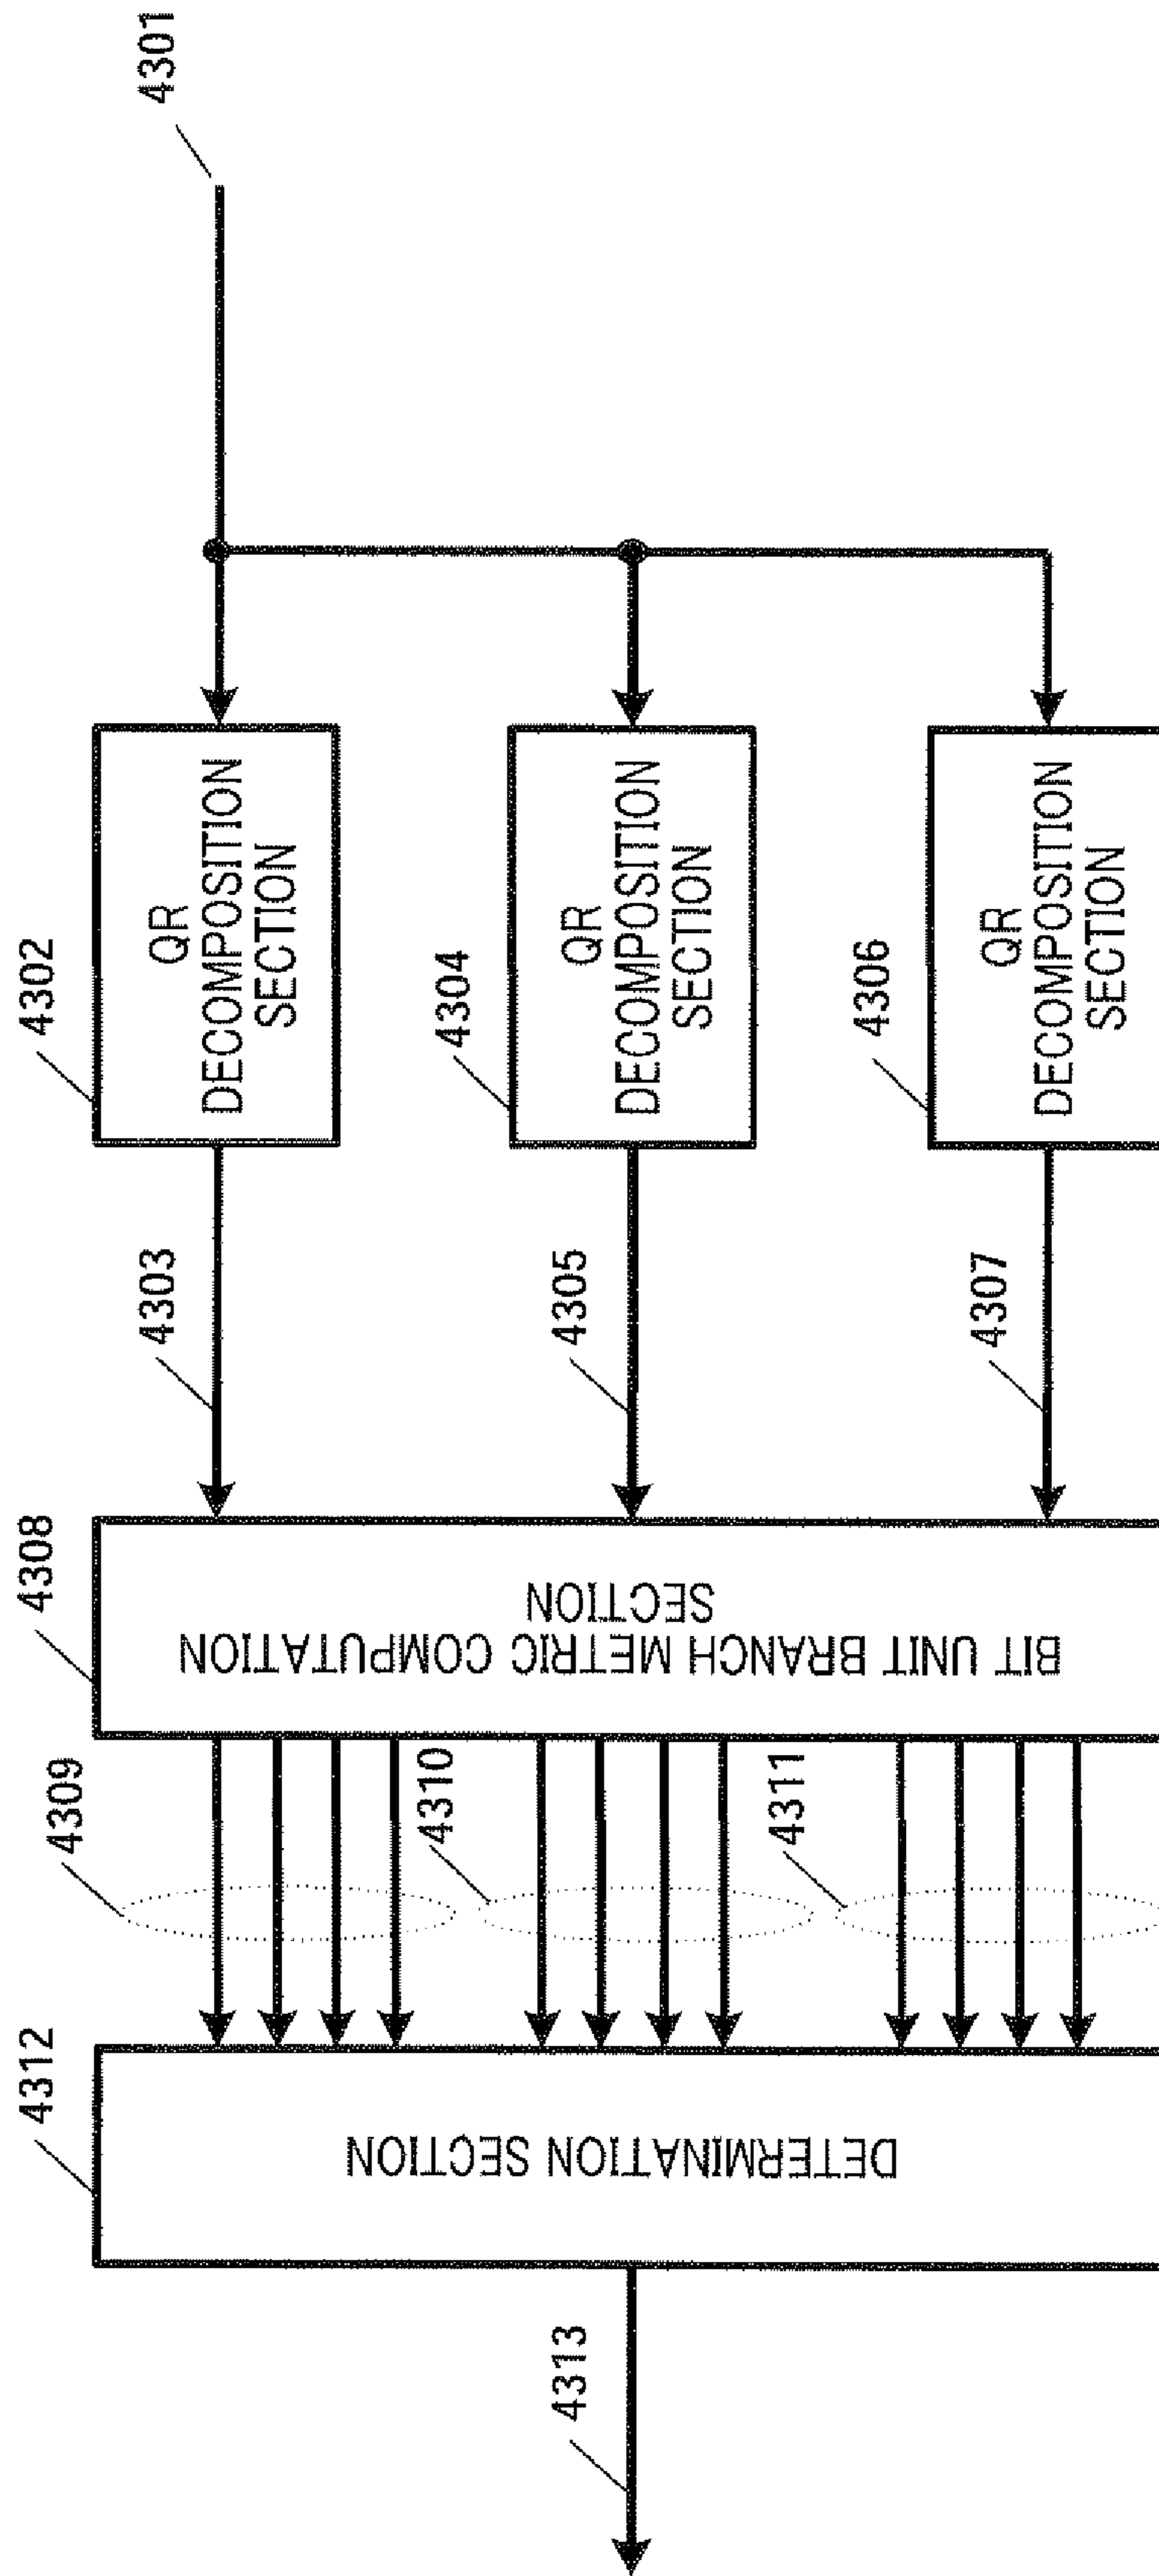 4301
4302
QR
DECOMPOSITION
SECTION
4303
4304
QR
DECOMPOSITION
SECTION
4305
4306
QR
DECOMPOSITION
SECTION
4307
4308
BIT UNIT BRANCH METRIC COMPUTATION
SECTION
4309
4310
4311
4312
DETERMINATION SECTION
4313